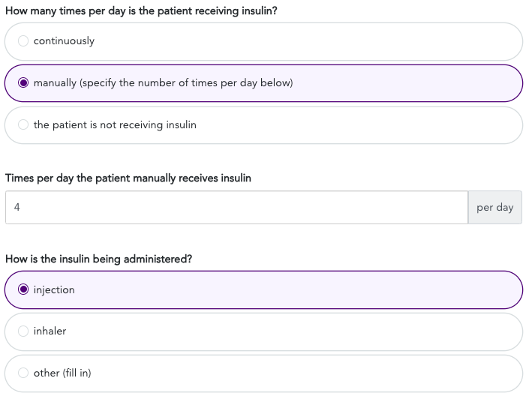 How many times per day is the patient receiving insulin?
continuously
manually (specify the number of times per day below)
the patient is not receiving insulin
Times per day the patient manually receives insulin
4 per day
How is the insulin being administered?
injection
inhaler
other (fill in)